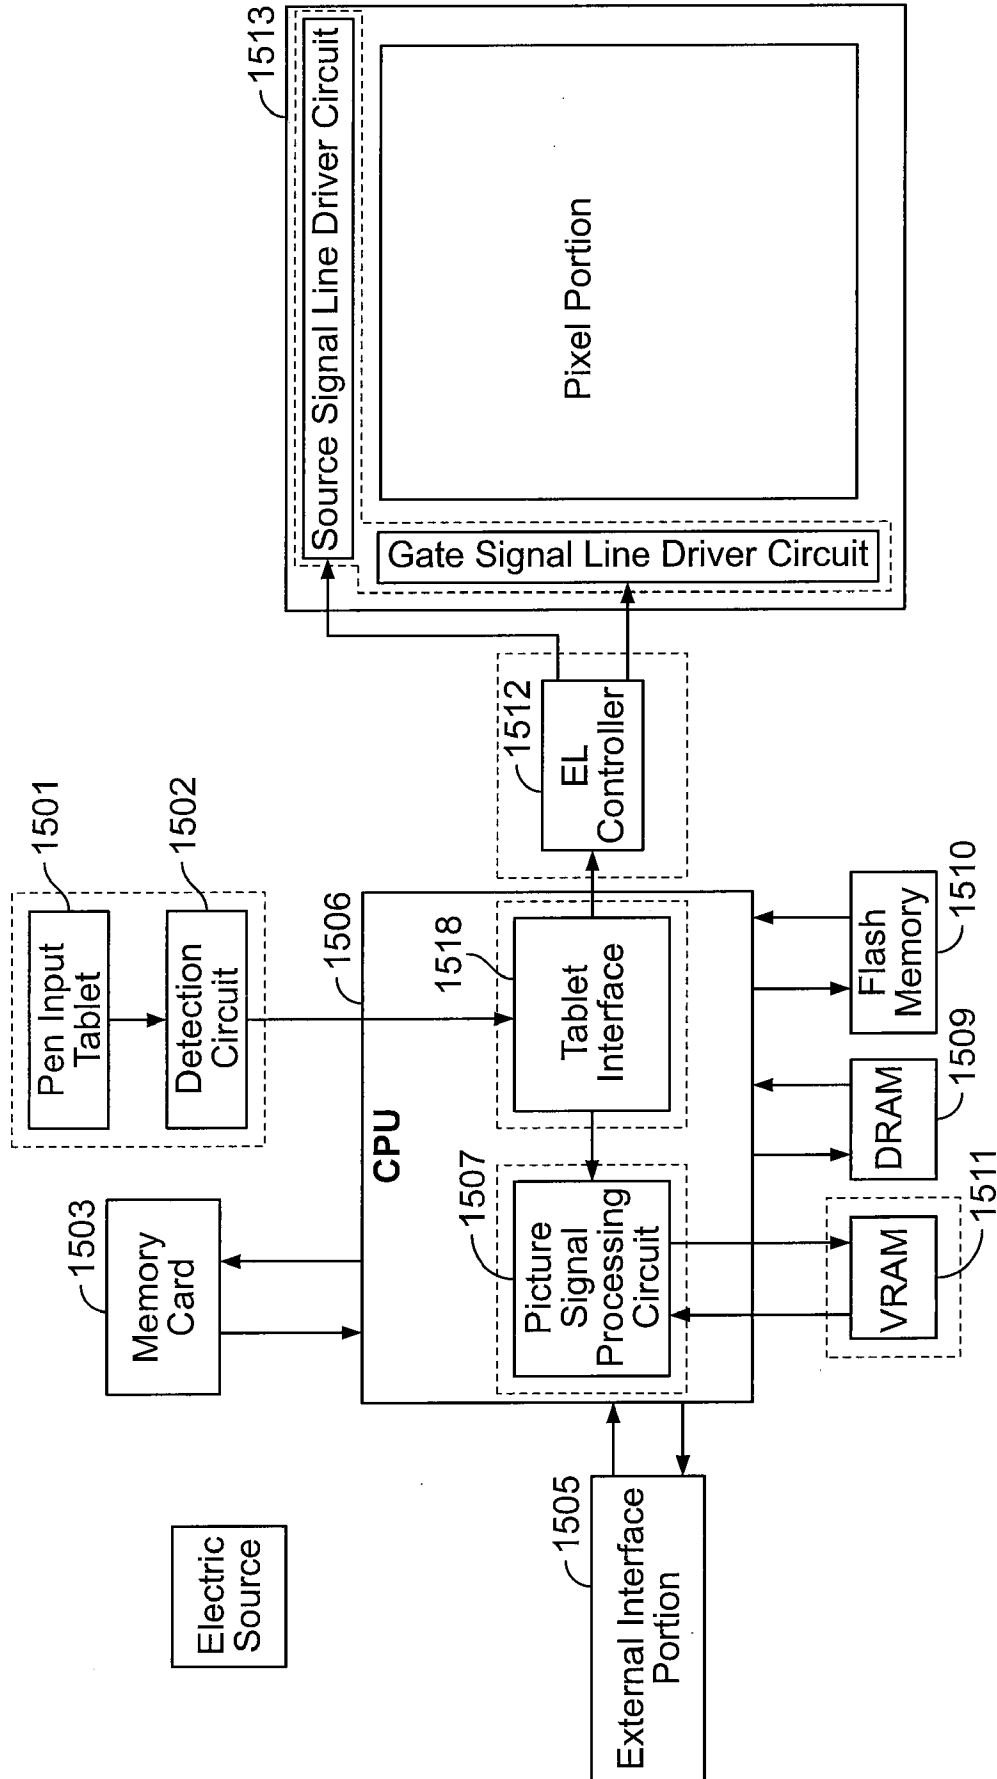 Electric
Source
1503
Memory
Card
1501
Pen Input
Tablet
1502
Detection
Circuit
1505
External Interface
Portion
1506
CPU
1507
Picture
Signal
Processing
Circuit
1518
Tablet
Interface
1511
VRAM
1509
DRAM
1510
Flash
Memory
1512
EL
Controller
1513
Source Signal Line Driver Circuit
Gate Signal Line Driver Circuit
Pixel Portion